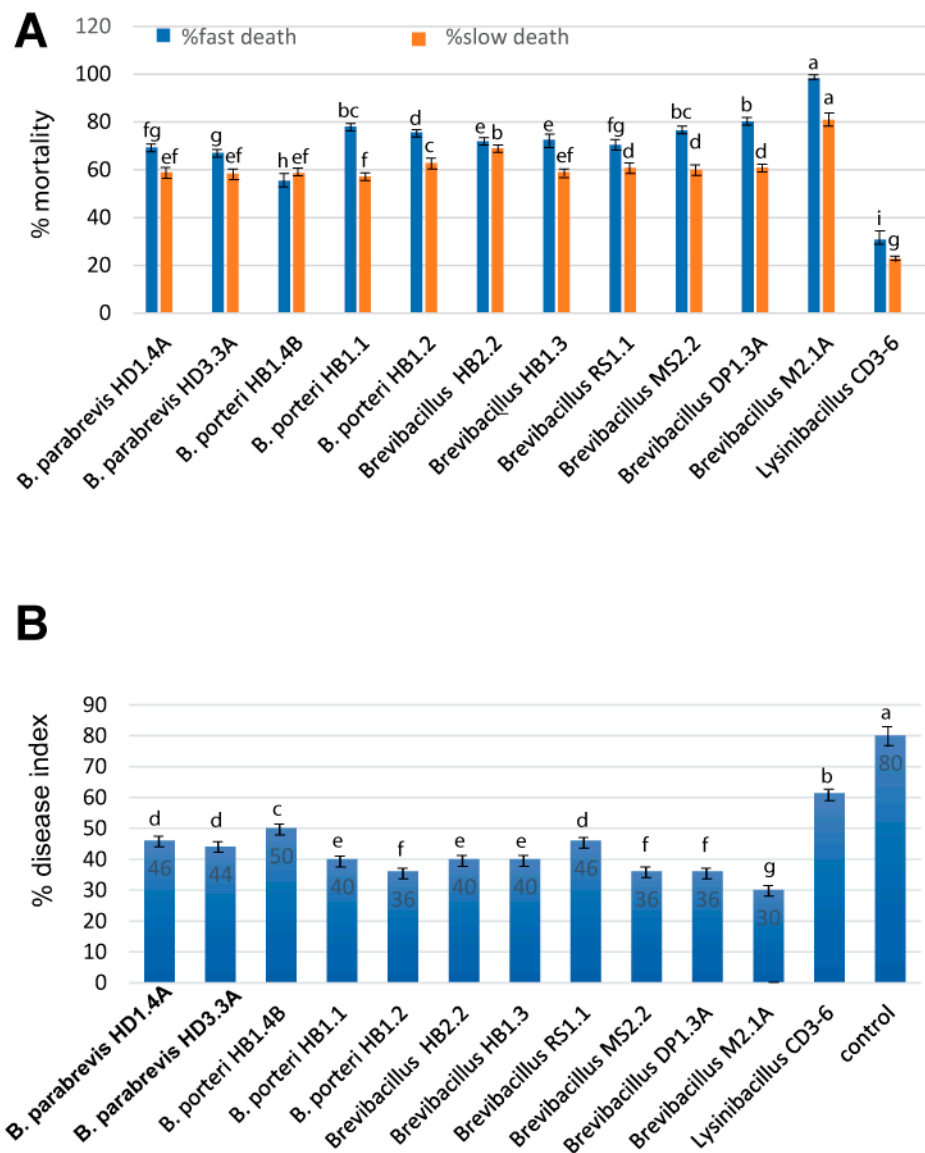 A
%fast death %slow death
% mortality
120
100
80
60
40
20
0
fg ef g ef h ef bc f d c e b e ef fg d bc d b d a a i g
B. parabrevis HD1.4A
B. parabrevis HD3.3A
B. porteri HB1.4B
B. porteri HB1.1
B. porteri HB1.2
Brevibacillus HB2.2
Brevibacillus HB1.3
Brevibacillus RS1.1
Brevibacillus MS2.2
Brevibacillus DP1.3A
Brevibacillus M2.1A
Lysinibacillus CD3-6
B
% disease index
90
80
70
60
50
40
30
20
10
0
d d c e f e e d f f g b a
46 44 50 40 36 40 40 46 36 36 30 80
B. parabrevis HD1.4A
B. parabrevis HD3.3A
B. porteri HB1.4B
B. porteri HB1.1
B. porteri HB1.2
Brevibacillus HB2.2
Brevibacillus HB1.3
Brevibacillus RS1.1
Brevibacillus MS2.2
Brevibacillus DP1.3A
Brevibacillus M2.1A
Lysinibacillus CD3-6
control